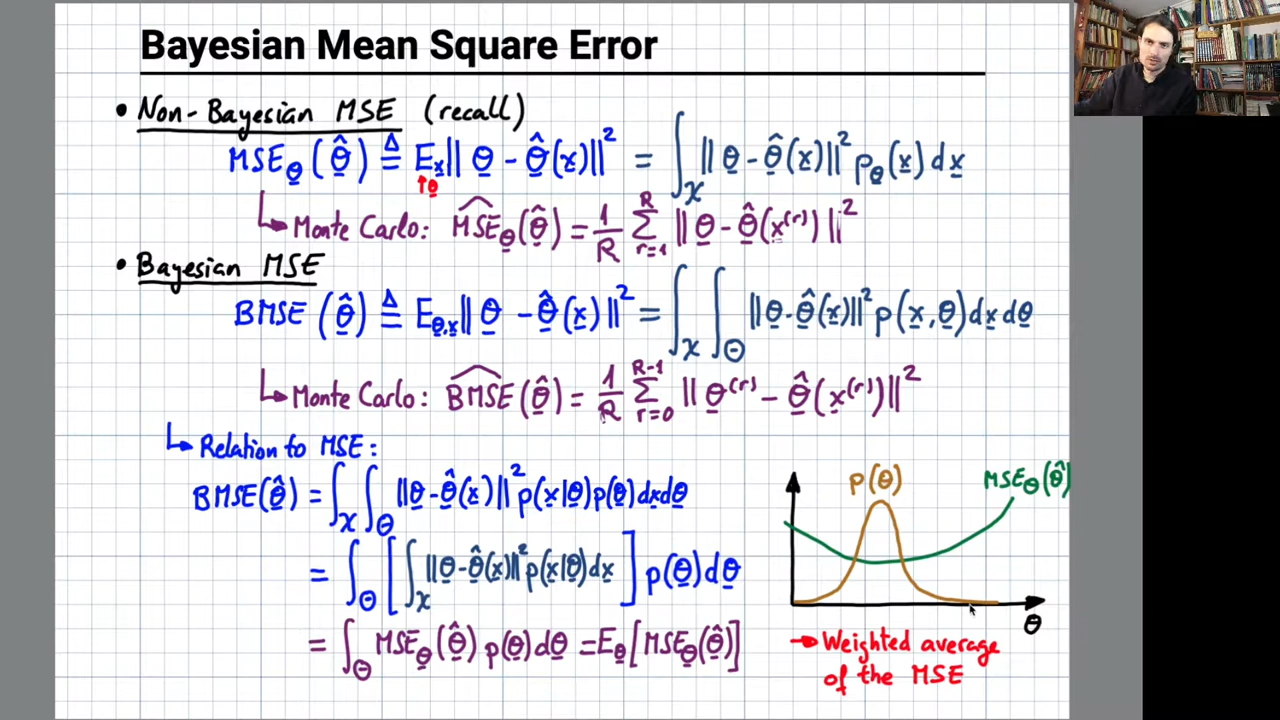 Bayesian Mean Square Error
• Non-Bayesian MSE (recall)
MSE_θ(θ̂) ≜ E_x||θ - θ̂(x)||² = ∫_X ||θ - θ̂(x)||² p_θ(x) dx
↑θ
↳ Monte Carlo: M̂SE_θ(θ̂) = 1/R Σ_{r=1}^{R} ||θ - θ̂(x^(r))||²
• Bayesian MSE
BMSE(θ̂) ≜ E_{θ,x}||θ - θ̂(x)||² = ∫_X ∫_Θ ||θ - θ̂(x)||² p(x,θ) dx dθ
↳ Monte Carlo: B̂MSE(θ̂) = 1/R Σ_{r=0}^{R-1} ||θ^(r) - θ̂(x^(r))||²
↳ Relation to MSE:
BMSE(θ̂) = ∫_X ∫_Θ ||θ - θ̂(x)||² p(x|θ) p(θ) dx dθ
= ∫_Θ [ ∫_X ||θ - θ̂(x)||² p(x|θ) dx ] p(θ) dθ
= ∫_Θ MSE_θ(θ̂) p(θ) dθ = E_θ[MSE_θ(θ̂)]
p(θ)
MSE_θ(θ̂)
θ
→ Weighted average
of the MSE